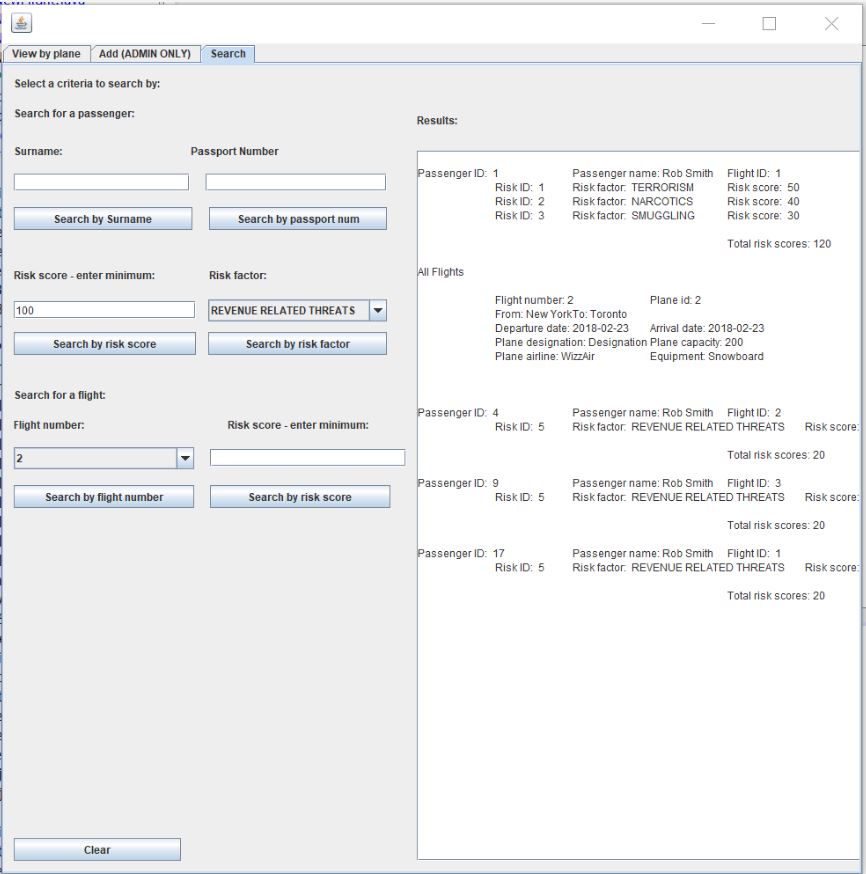 View by plane Add (ADMIN ONLY) Search
Select a criteria to search by:
Search for a passenger:
Surname: Passport Number
Search by Surname Search by passport num
Risk score - enter minimum: Risk factor:
100 REVENUE RELATED THREATS
Search by risk score Search by risk factor
Search for a flight:
Flight number: Risk score - enter minimum:
2
Search by flight number Search by risk score
Clear
Results:
Passenger ID: 1 Passenger name: Rob Smith Flight ID: 1
Risk ID: 1 Risk factor: TERRORISM Risk score: 50
Risk ID: 2 Risk factor: NARCOTICS Risk score: 40
Risk ID: 3 Risk factor: SMUGGLING Risk score: 30
Total risk scores: 120
All Flights
Flight number: 2 Plane id: 2
From: New YorkTo: Toronto
Departure date: 2018-02-23 Arrival date: 2018-02-23
Plane designation: Designation Plane capacity: 200
Plane airline: WizzAir Equipment: Snowboard
Passenger ID: 4 Passenger name: Rob Smith Flight ID: 2
Risk ID: 5 Risk factor: REVENUE RELATED THREATS Risk score:
Total risk scores: 20
Passenger ID: 9 Passenger name: Rob Smith Flight ID: 3
Risk ID: 5 Risk factor: REVENUE RELATED THREATS Risk score:
Total risk scores: 20
Passenger ID: 17 Passenger name: Rob Smith Flight ID: 1
Risk ID: 5 Risk factor: REVENUE RELATED THREATS Risk score:
Total risk scores: 20